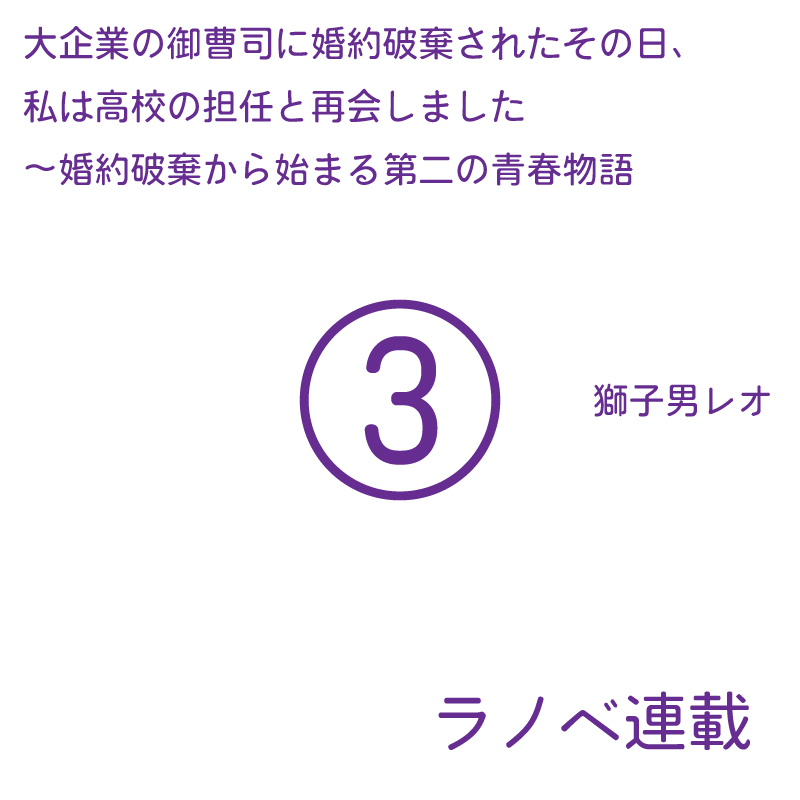 大企業の御曹司に婚約破棄されたその日、
私は高校の担任と再会しました
～婚約破棄から始まる第二の青春物語
③
獅子男レオ
ラノベ連載